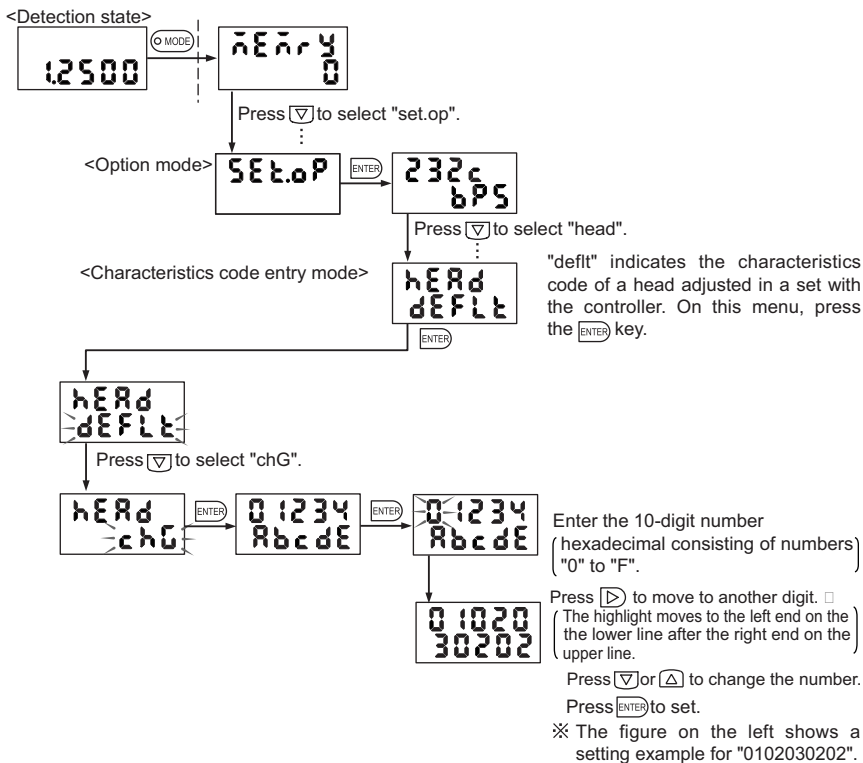 <Detection state>
1.2500
MODE
ñEñrY
0
Press to select "set.op".
<Option mode>
SEt.oP
ENTER
232c
bPS
Press to select "head".
<Characteristics code entry mode>
hEAd
dEFLt
"deflt" indicates the characteristics
code of a head adjusted in a set with
the controller. On this menu, press
the ENTER key.
ENTER
hEAd
dEFLt
Press to select "chG".
hEAd
chG
ENTER
01234
AbcdE
ENTER
01234
AbcdE
Enter the 10-digit number
(hexadecimal consisting of numbers
"0" to "F".)
Press ▷ to move to another digit. □
(The highlight moves to the left end on the
the lower line after the right end on the
upper line.)
01020
30202
Press ▽ or △ to change the number.
Press ENTER to set.
※ The figure on the left shows a
setting example for "0102030202".